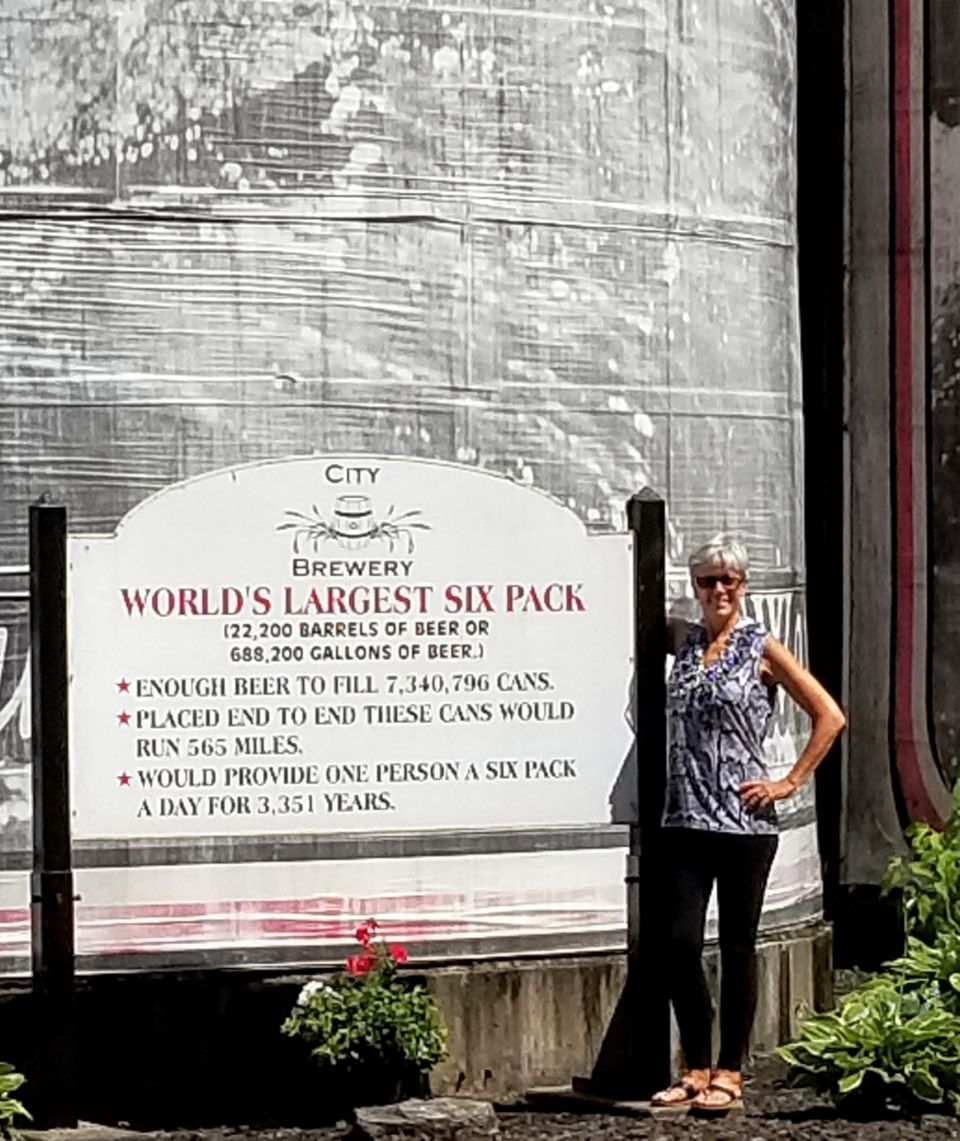 CITY
BREWERY
WORLD'S LARGEST SIX PACK
(22,200 BARRELS OF BEER OR
688,200 GALLONS OF BEER.)
★ ENOUGH BEER TO FILL 7,340,796 CANS.
★ PLACED END TO END THESE CANS WOULD
RUN 565 MILES.
★ WOULD PROVIDE ONE PERSON A SIX PACK
A DAY FOR 3,351 YEARS.